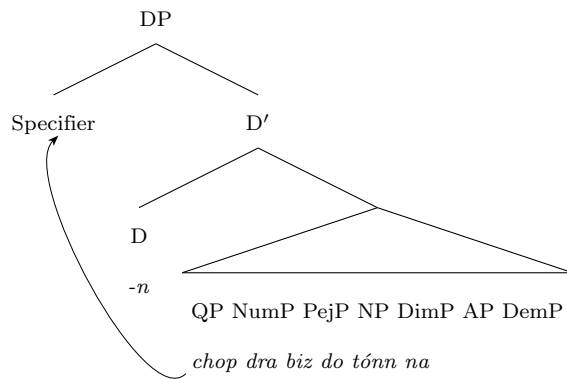 DP
Specifier D′
D
-n
QP NumP PejP NP DimP AP DemP
chop dra biz do tónn na